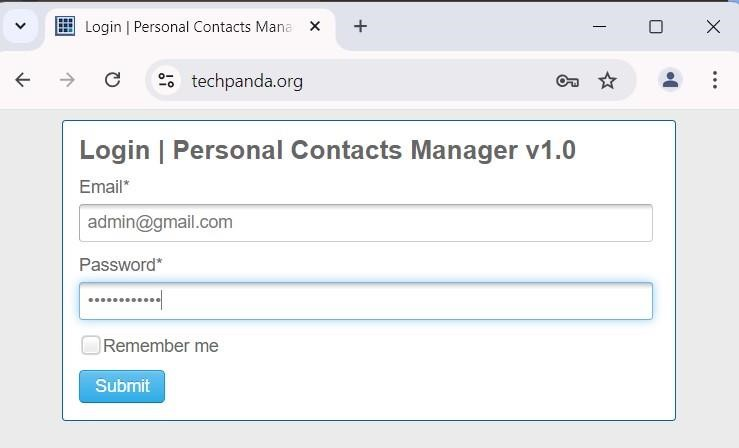 Login | Personal Contacts Mana
techpanda.org
Login | Personal Contacts Manager v1.0
Email*
admin@gmail.com
Password*
••••••••••••
Remember me
Submit